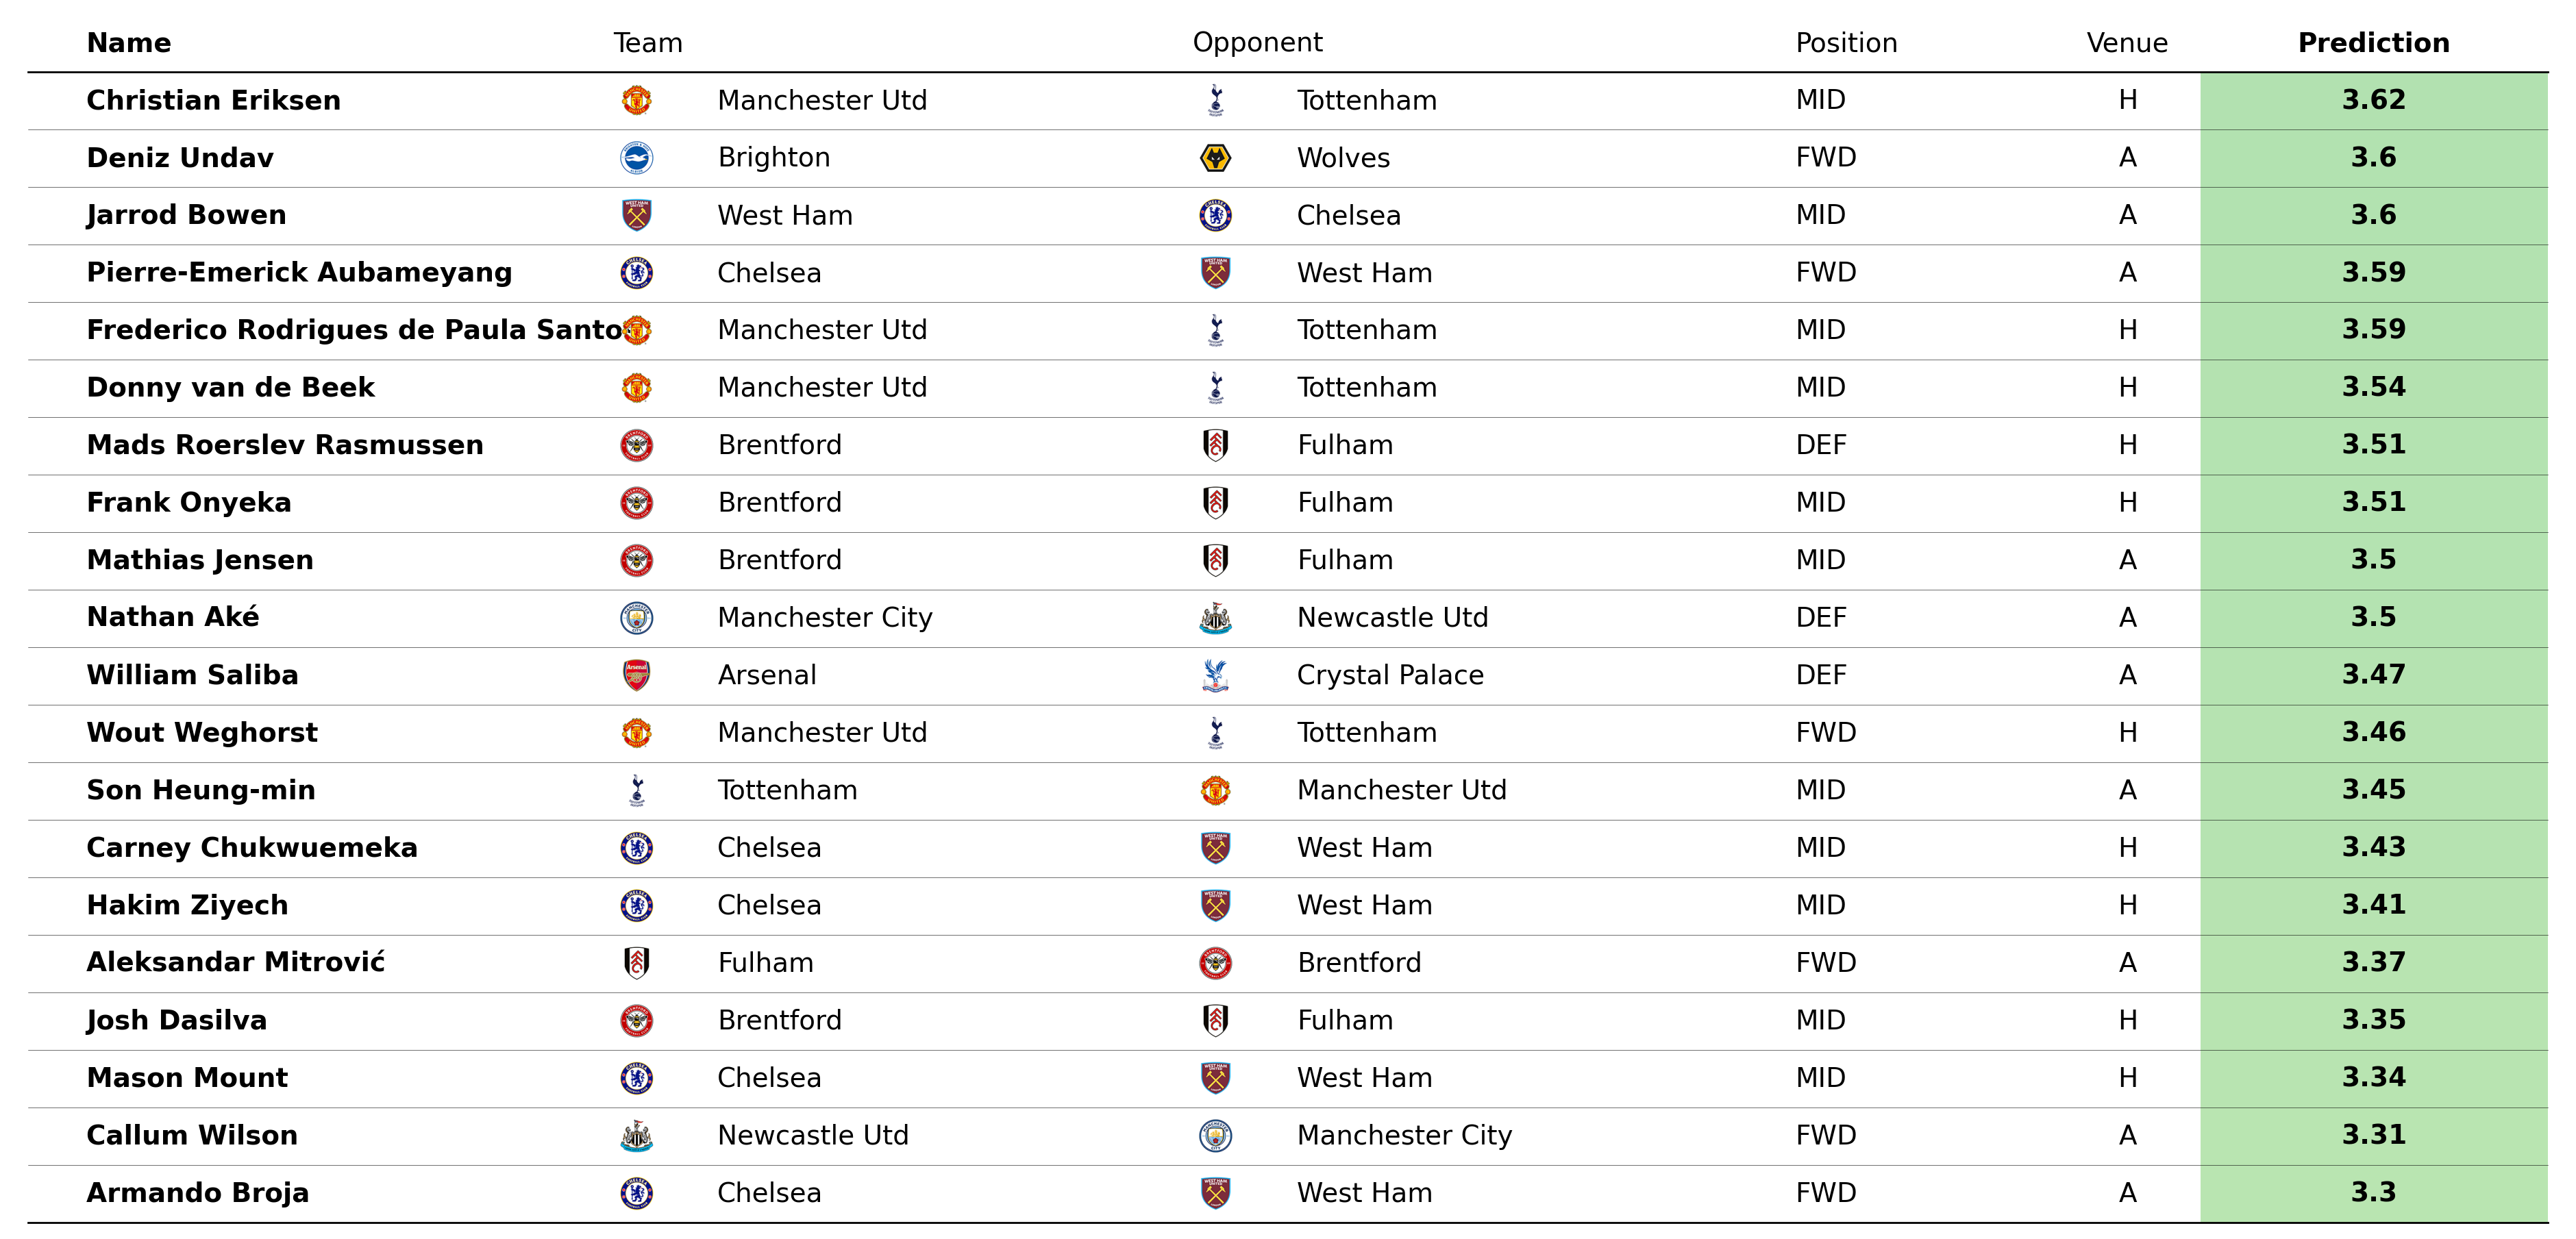 Name Team Opponent Position Venue Prediction
Christian Eriksen Manchester Utd Tottenham MID H 3.62
Deniz Undav Brighton Wolves FWD A 3.6
Jarrod Bowen West Ham Chelsea MID A 3.6
Pierre-Emerick Aubameyang Chelsea West Ham FWD A 3.59
Frederico Rodrigues de Paula Santo Manchester Utd Tottenham MID H 3.59
Donny van de Beek Manchester Utd Tottenham MID H 3.54
Mads Roerslev Rasmussen Brentford Fulham DEF H 3.51
Frank Onyeka Brentford Fulham MID H 3.51
Mathias Jensen Brentford Fulham MID A 3.5
Nathan Aké Manchester City Newcastle Utd DEF A 3.5
William Saliba Arsenal Crystal Palace DEF A 3.47
Wout Weghorst Manchester Utd Tottenham FWD H 3.46
Son Heung-min Tottenham Manchester Utd MID A 3.45
Carney Chukwuemeka Chelsea West Ham MID H 3.43
Hakim Ziyech Chelsea West Ham MID H 3.41
Aleksandar Mitrović Fulham Brentford FWD A 3.37
Josh Dasilva Brentford Fulham MID H 3.35
Mason Mount Chelsea West Ham MID H 3.34
Callum Wilson Newcastle Utd Manchester City FWD A 3.31
Armando Broja Chelsea West Ham FWD A 3.3